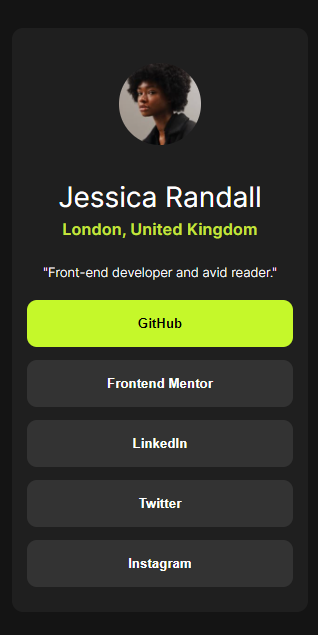 Jessica Randall
London, United Kingdom
"Front-end developer and avid reader."
GitHub
Frontend Mentor
LinkedIn
Twitter
Instagram